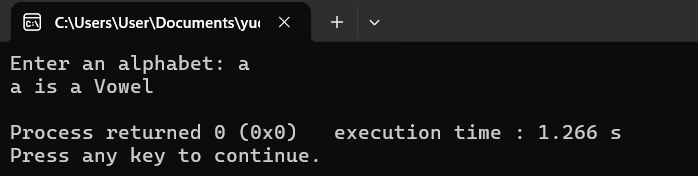 C:\Users\User\Documents\yu
Enter an alphabet: a
a is a Vowel
Process returned 0 (0x0)   execution time : 1.266 s
Press any key to continue.